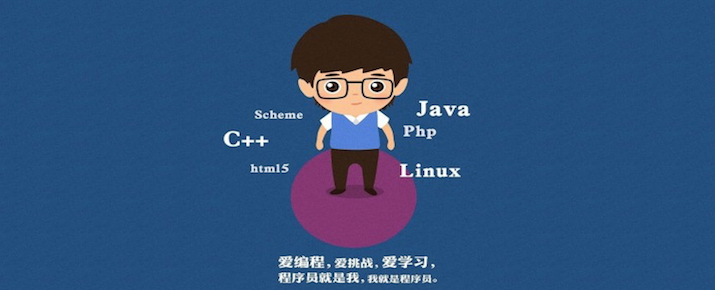 Scheme
Java
C++
Php
html5
Linux
爱编程，爱挑战，爱学习，
程序员就是我，我就是程序员。